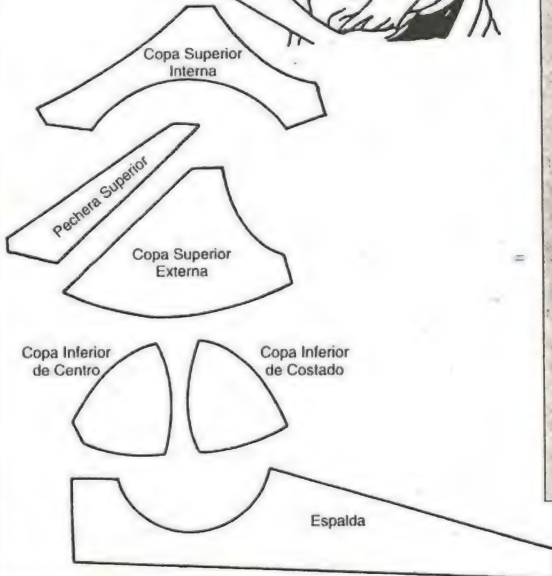 Copa Superior
Interna
Pechera Superior
Copa Superior
Externa
Copa Inferior
de Centro
Copa Inferior
de Costado
Espalda